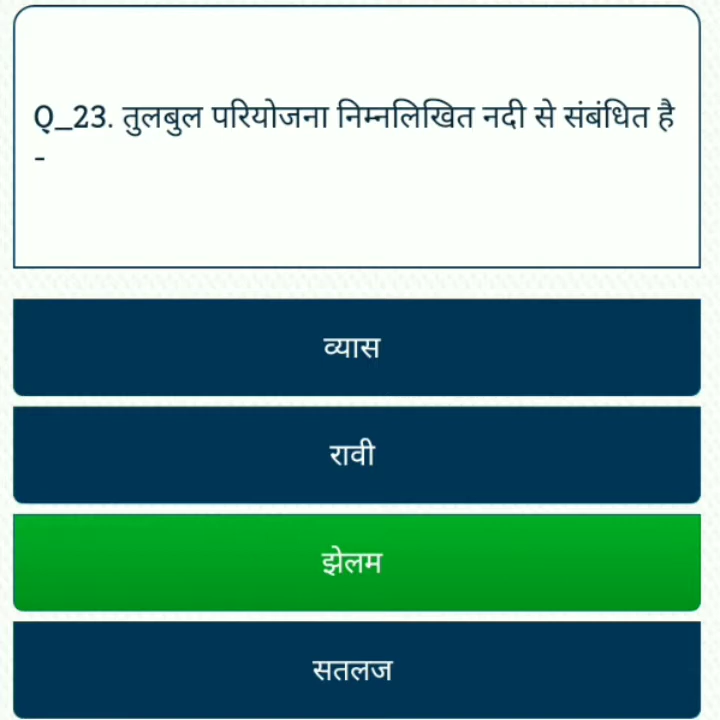 Q_23. तुलबुल परियोजना निम्नलिखित नदी से संबंधित है
-
व्यास
रावी
झेलम
सतलज